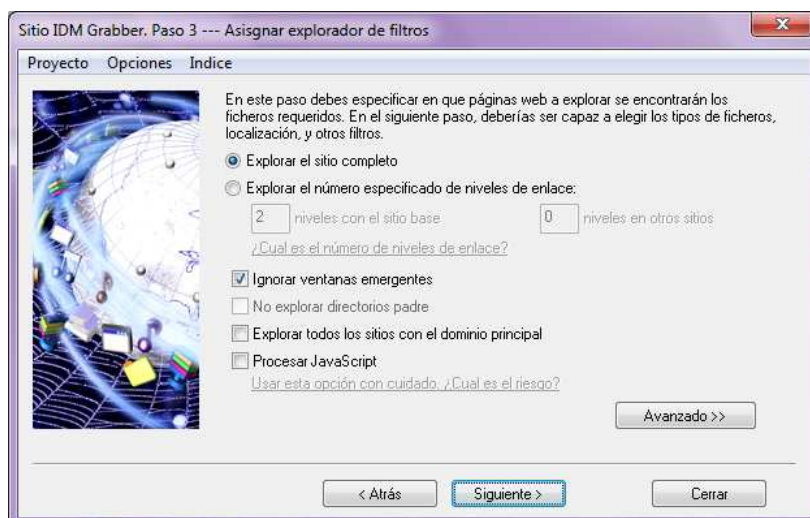 Sitio IDM Grabber. Paso 3 --- Asisgnar explorador de filtros
Proyecto Opciones Indice
En este paso debes especificar en que páginas web a explorar se encontrarán los
ficheros requeridos. En el siguiente paso, deberías ser capaz a elegir los tipos de ficheros,
localización, y otros filtros.
Explorar el sitio completo
Explorar el número especificado de niveles de enlace:
2 niveles con el sitio base 0 niveles en otros sitios
¿Cual es el número de niveles de enlace?
Ignorar ventanas emergentes
No explorar directorios padre
Explorar todos los sitios con el dominio principal
Procesar JavaScript
Usar esta opción con cuidado. ¿Cual es el riesgo?
Avanzado >>
< Atrás Siguiente > Cerrar